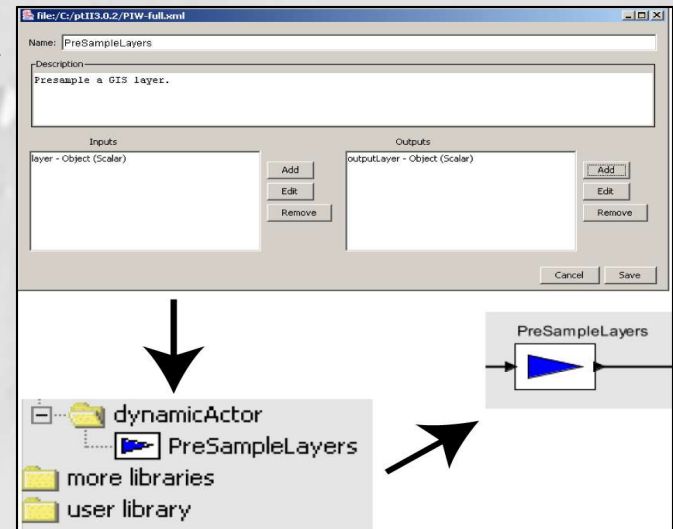 file:/C:/ptII3.0.2/PIW-full.xml
Name: PreSampleLayers
Description
Presample a GIS layer.
Inputs
Outputs
layer - Object (Scalar)
Add
Edit
Remove
outputLayer - Object (Scalar)
Add
Edit
Remove
Cancel
Save
PreSampleLayers
dynamicActor
PreSampleLayers
more libraries
user library